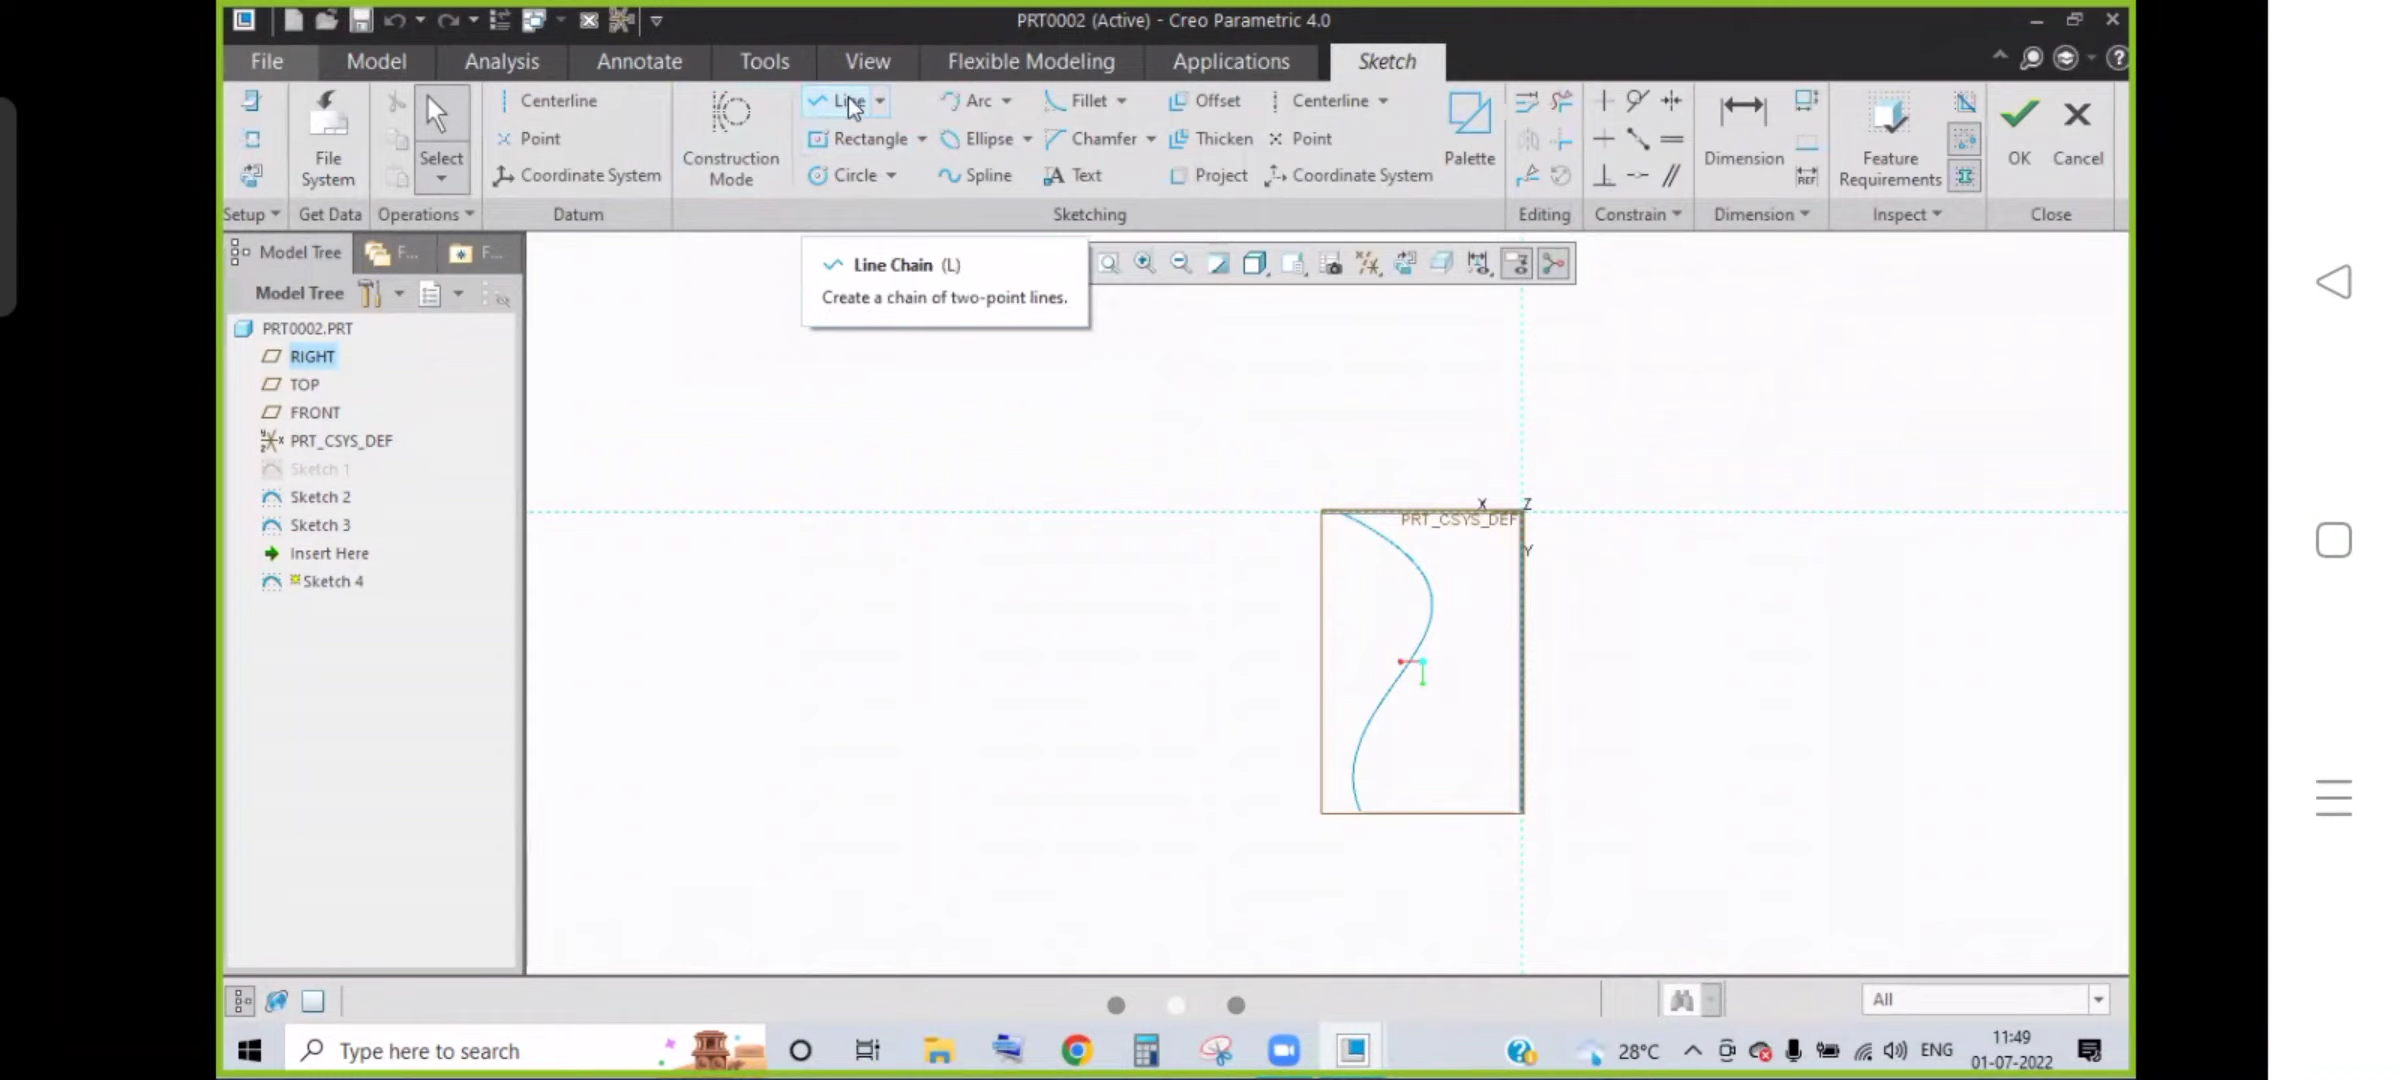 PRT0002 (Active) - Creo Parametric 4.0
File Model Analysis Annotate Tools View Flexible Modeling Applications Sketch
Centerline Line Arc Fillet Offset Centerline
Point Rectangle Ellipse Chamfer Thicken Point
Coordinate System Circle Spline Text Project Coordinate System
File System
Select
Construction Mode
Palette
Dimension
REF
Feature Requirements
OK Cancel
Setup Get Data Operations Datum Sketching Editing Constrain Dimension Inspect Close
Model Tree F... F...
Model Tree
Line Chain (L)
Create a chain of two-point lines.
PRT0002.PRT
RIGHT
TOP
FRONT
PRT_CSYS_DEF
Sketch 1
Sketch 2
Sketch 3
Insert Here
Sketch 4
X Z
PRT_CSYS_DEF
Y
All
Type here to search
28°C ENG
11:49
01-07-2022